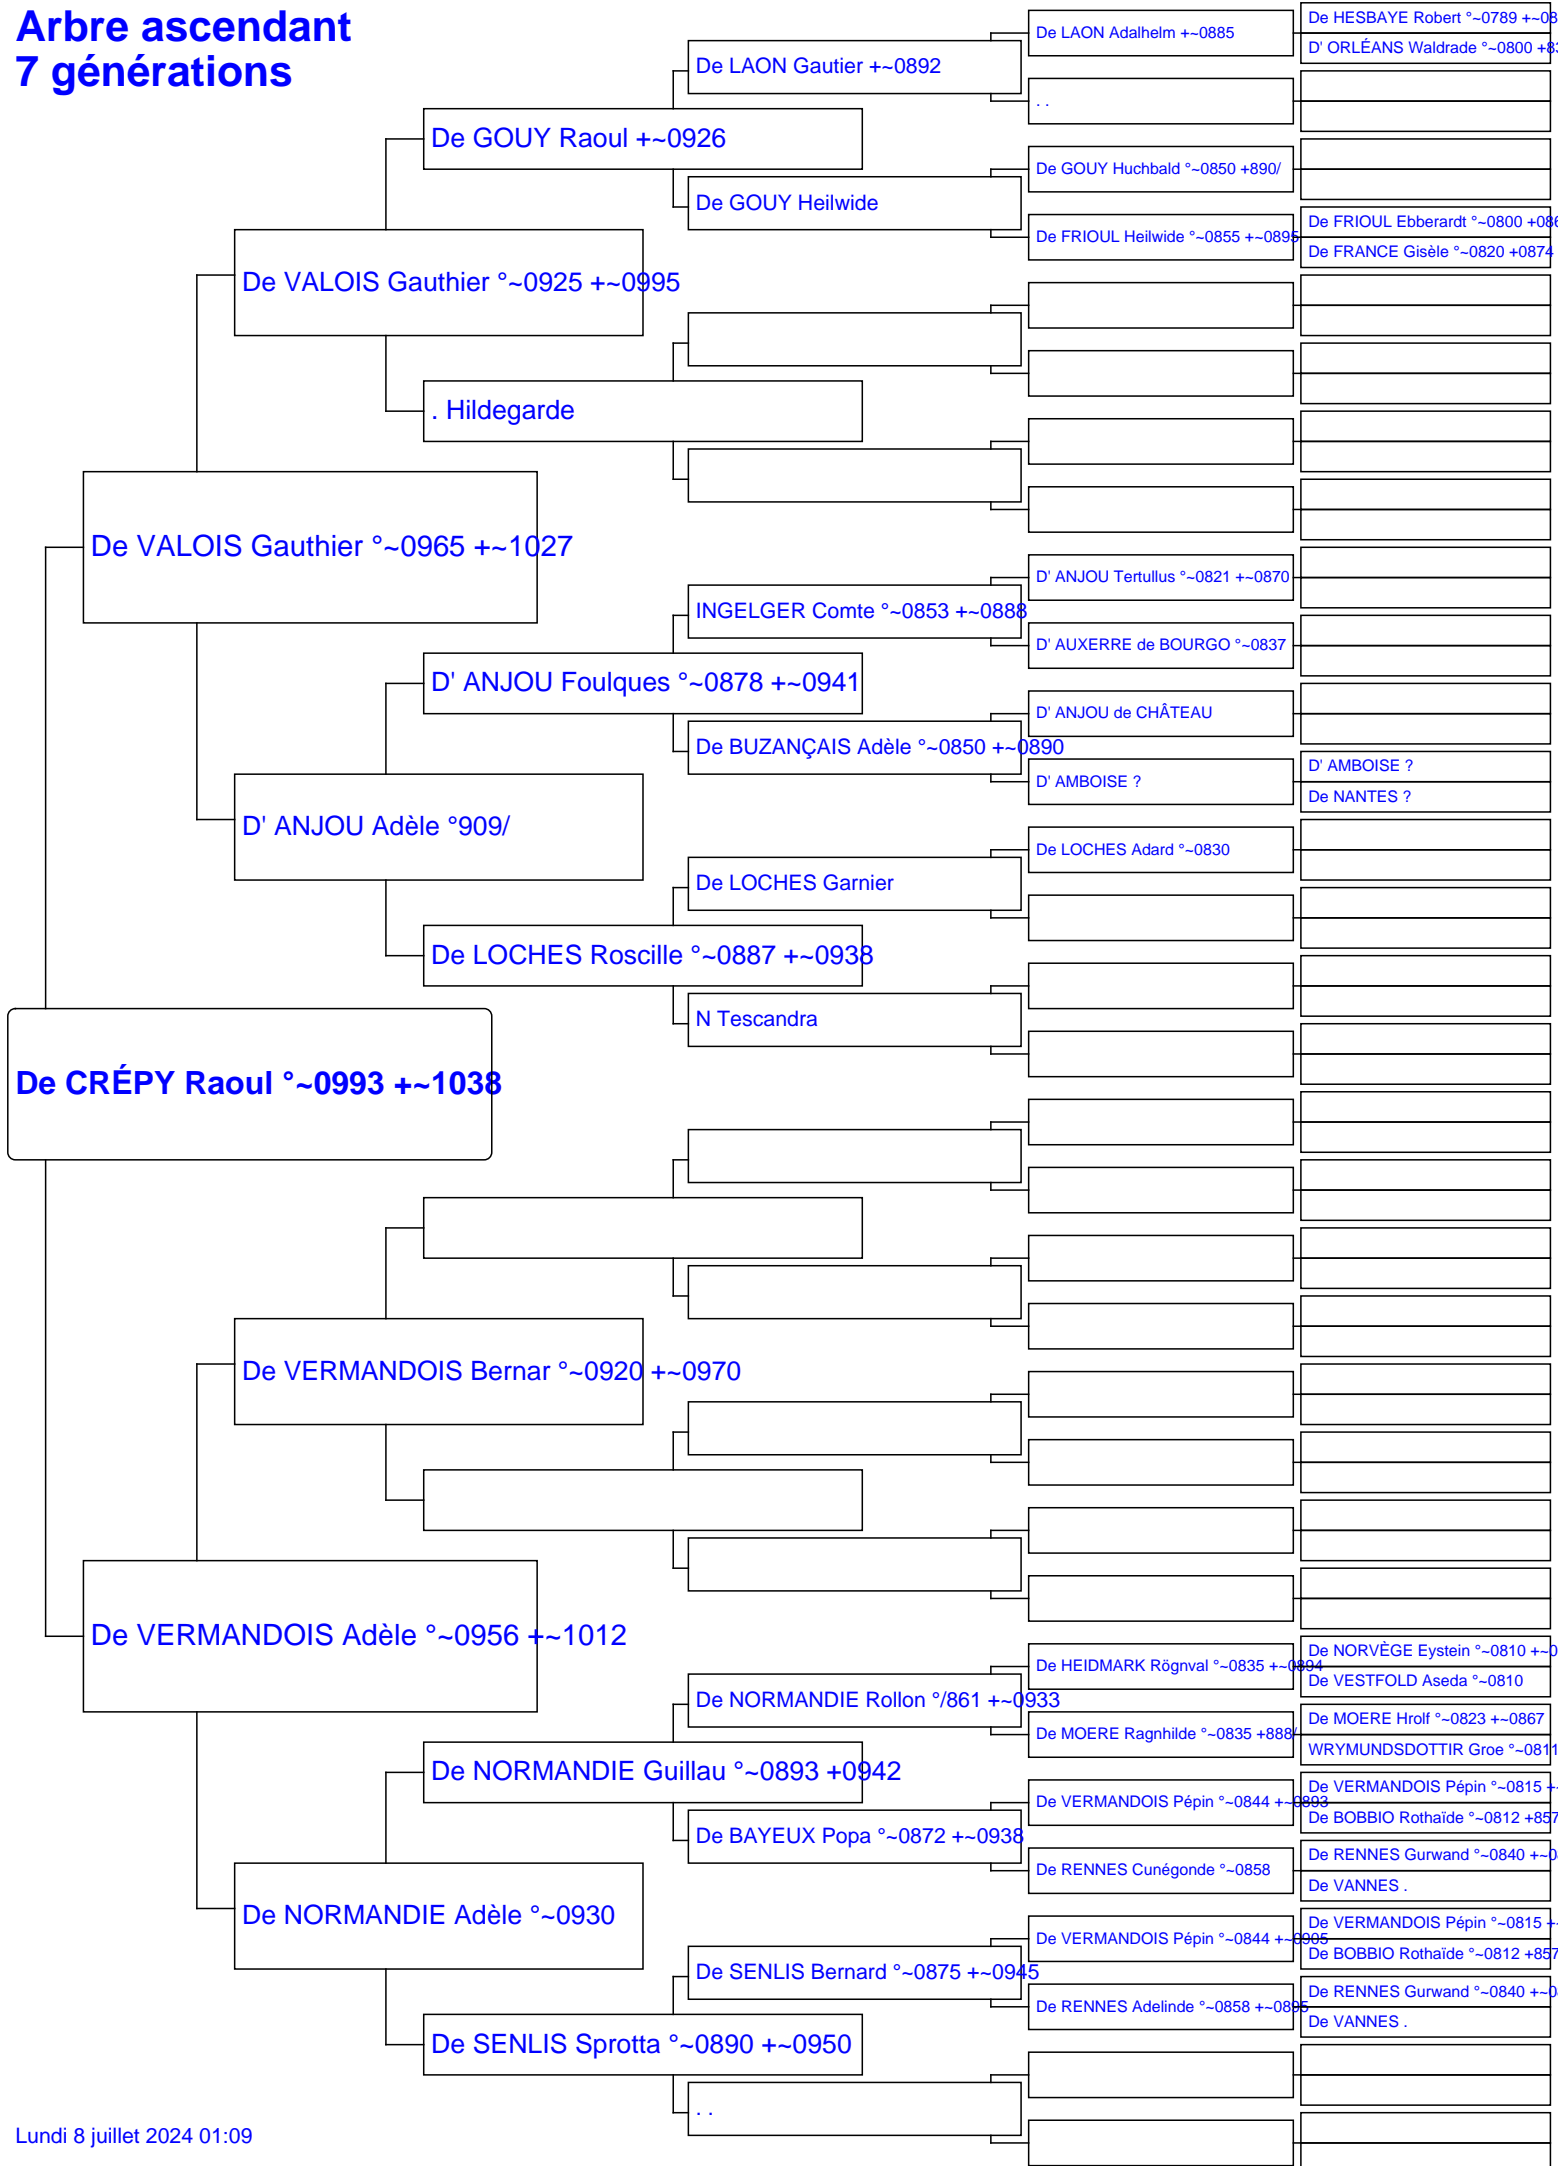 Arbre ascendant
7 générations
De CRÉPY Raoul °~0993 +~1038
De VALOIS Gauthier °~0965 +~1027
De VERMANDOIS Adèle °~0956 +~1012
De VALOIS Gauthier °~0925 +~0995
D' ANJOU Adèle °909/
De VERMANDOIS Bernar °~0920 +~0970
De NORMANDIE Adèle °~0930
De GOUY Raoul +~0926
. Hildegarde
D' ANJOU Foulques °~0878 +~0941
De LOCHES Roscille °~0887 +~0938
De NORMANDIE Guillau °~0893 +0942
De SENLIS Sprotta °~0890 +~0950
De LAON Gautier +~0892
De GOUY Heilwide
INGELGER Comte °~0853 +~0888
De BUZANÇAIS Adèle °~0850 +~0890
De LOCHES Garnier
N Tescandra
De NORMANDIE Rollon °/861 +~0933
De BAYEUX Popa °~0872 +~0938
De SENLIS Bernard °~0875 +~0945
. .
De LAON Adalhelm +~0885
. .
De GOUY Huchbald °~0850 +890/
De FRIOUL Heilwide °~0855 +~0895
D' ANJOU Tertullus °~0821 +~0870
D' AUXERRE de BOURGO °~0837
D' ANJOU de CHÂTEAU
D' AMBOISE ?
De LOCHES Adard °~0830
De HEIDMARK Rögnval °~0835 +~0894
De MOERE Ragnhilde °~0835 +888/
De VERMANDOIS Pépin °~0844 +~0893
De RENNES Cunégonde °~0858
De VERMANDOIS Pépin °~0844 +~0905
De RENNES Adelinde °~0858 +~0895
De HESBAYE Robert °~0789 +~08
D' ORLÉANS Waldrade °~0800 +83
De FRIOUL Ebberardt °~0800 +086
De FRANCE Gisèle °~0820 +0874
D' AMBOISE ?
De NANTES ?
De NORVÈGE Eystein °~0810 +~0
De VESTFOLD Aseda °~0810
De MOERE Hrolf °~0823 +~0867
WRYMUNDSDOTTIR Groe °~0811
De VERMANDOIS Pépin °~0815 +~
De BOBBIO Rothaïde °~0812 +857
De RENNES Gurwand °~0840 +~0
De VANNES .
De VERMANDOIS Pépin °~0815 +~
De BOBBIO Rothaïde °~0812 +857
De RENNES Gurwand °~0840 +~0
De VANNES .
Lundi 8 juillet 2024 01:09